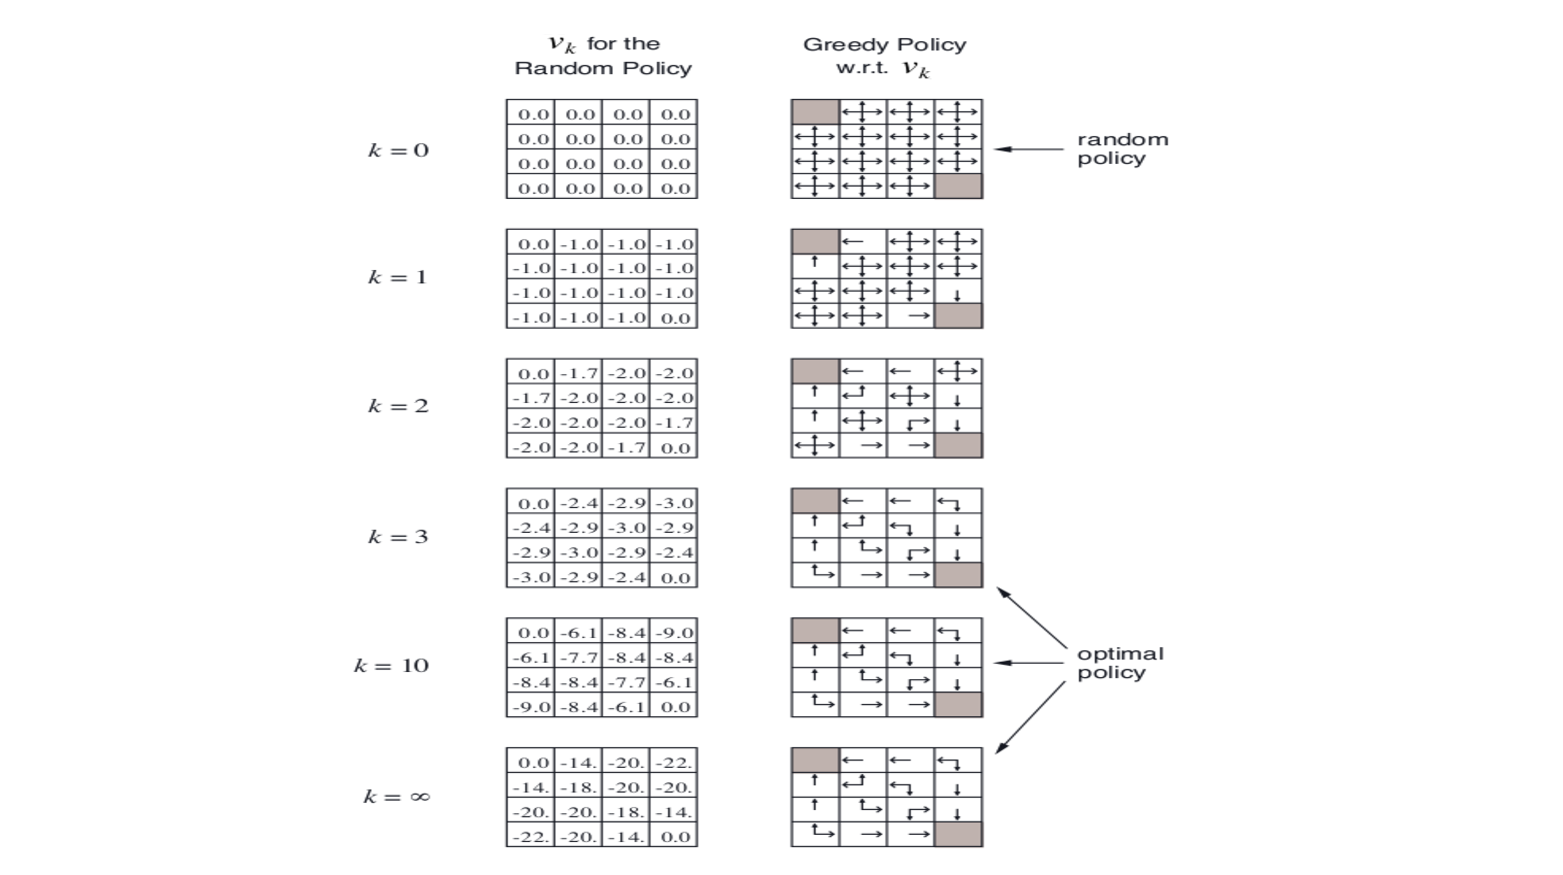 v_k for the
Random Policy
Greedy Policy
w.r.t. v_k
k = 0
0.0 0.0 0.0 0.0
0.0 0.0 0.0 0.0
0.0 0.0 0.0 0.0
0.0 0.0 0.0 0.0
random
policy
k = 1
0.0 -1.0 -1.0 -1.0
-1.0 -1.0 -1.0 -1.0
-1.0 -1.0 -1.0 -1.0
-1.0 -1.0 -1.0 0.0
k = 2
0.0 -1.7 -2.0 -2.0
-1.7 -2.0 -2.0 -2.0
-2.0 -2.0 -2.0 -1.7
-2.0 -2.0 -1.7 0.0
k = 3
0.0 -2.4 -2.9 -3.0
-2.4 -2.9 -3.0 -2.9
-2.9 -3.0 -2.9 -2.4
-3.0 -2.9 -2.4 0.0
k = 10
0.0 -6.1 -8.4 -9.0
-6.1 -7.7 -8.4 -8.4
-8.4 -8.4 -7.7 -6.1
-9.0 -8.4 -6.1 0.0
optimal
policy
k = ∞
0.0 -14. -20. -22.
-14. -18. -20. -20.
-20. -20. -18. -14.
-22. -20. -14. 0.0